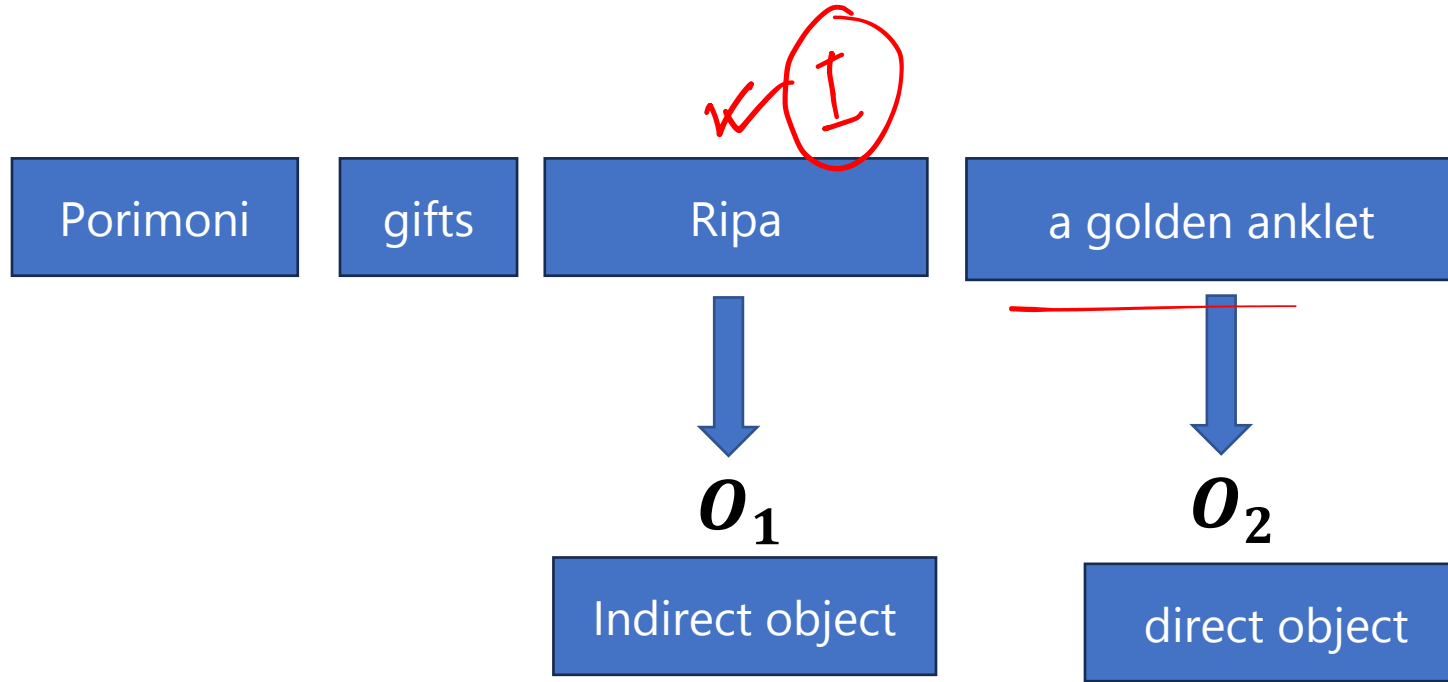 I
Porimoni gifts Ripa a golden anklet
O₁ O₂
Indirect object direct object